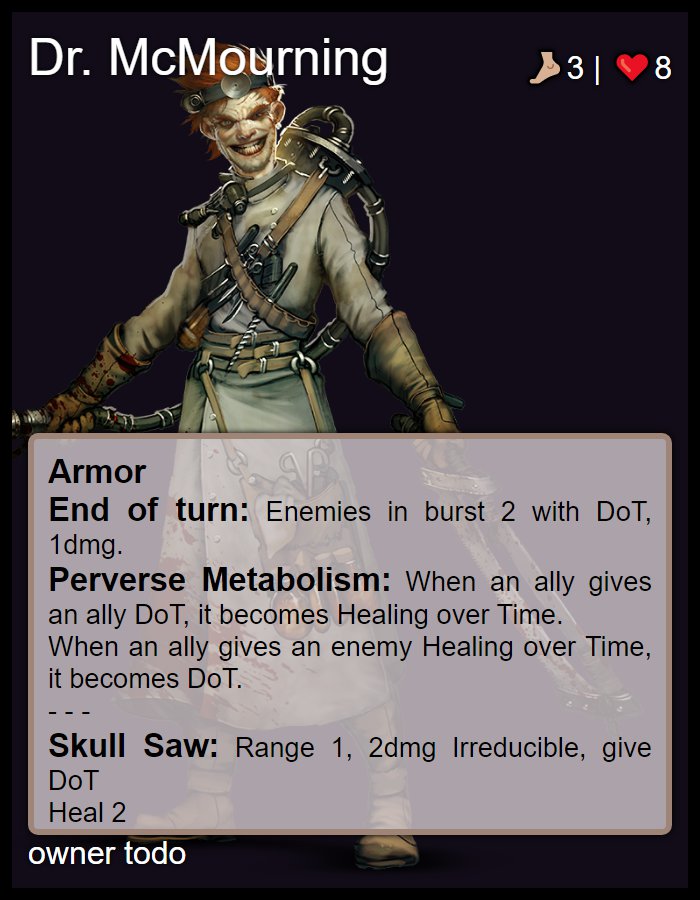 Dr. McMourning
🦶🏼3 | ❤️8
Armor
End of turn: Enemies in burst 2 with DoT,
1dmg.
Perverse Metabolism: When an ally gives
an ally DoT, it becomes Healing over Time.
When an ally gives an enemy Healing over Time,
it becomes DoT.
- - -
Skull Saw: Range 1, 2dmg Irreducible, give
DoT
Heal 2
owner todo